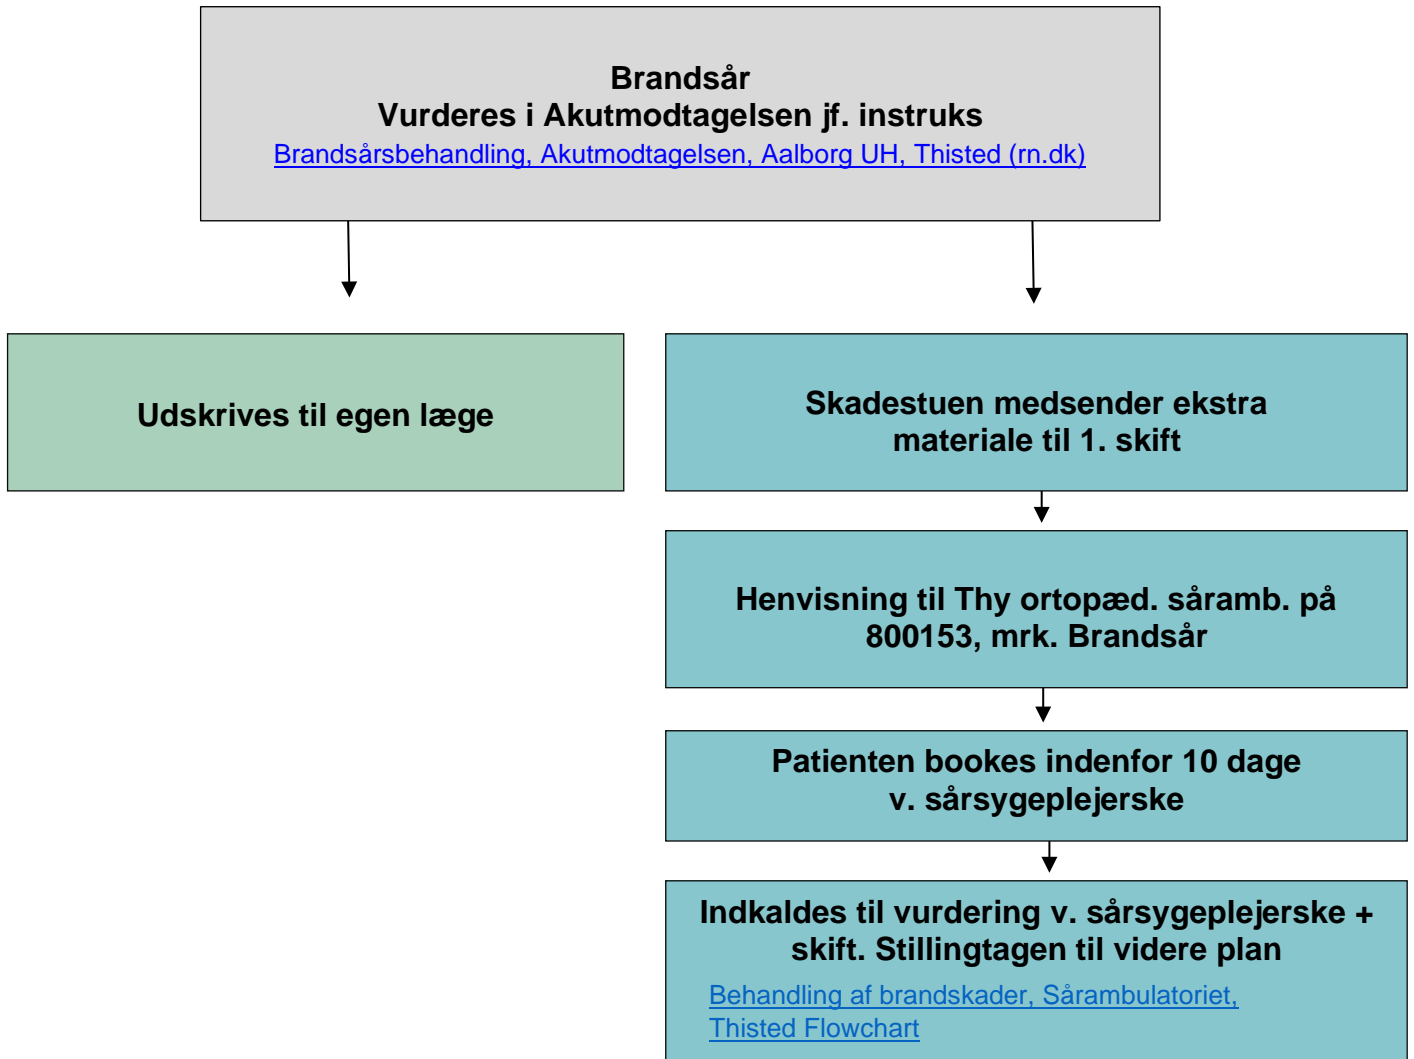 Brandsår
Vurderes i Akutmodtagelsen jf. instruks
Brandsårsbehandling, Akutmodtagelsen, Aalborg UH, Thisted (rn.dk)
Udskrives til egen læge
Skadestuen medsender ekstra
materiale til 1. skift
Henvisning til Thy ortopæd. såramb. på
800153, mrk. Brandsår
Patienten bookes indenfor 10 dage
v. sårsygeplejerske
Indkaldes til vurdering v. sårsygeplejerske +
skift. Stillingtagen til videre plan
Behandling af brandskader, Sårambulatoriet,
Thisted Flowchart